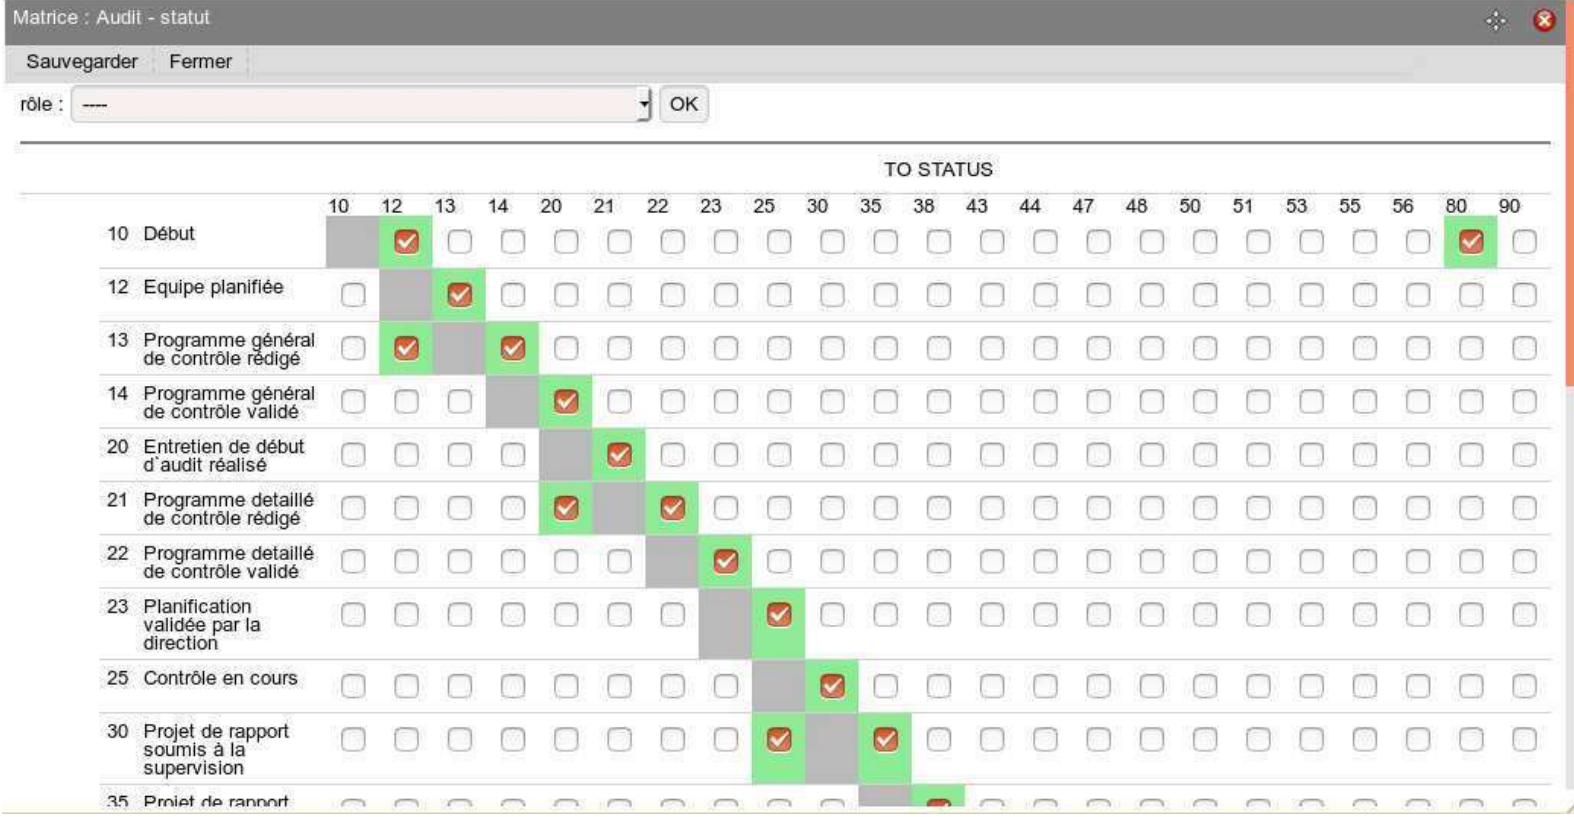 Matrice : Audit - statut
Sauvegarder Fermer
rôle : ---- OK
TO STATUS
10 12 13 14 20 21 22 23 25 30 35 38 43 44 47 48 50 51 53 55 56 80 90
10 Début
12 Equipe planifiée
13 Programme général
de contrôle rédigé
14 Programme général
de contrôle validé
20 Entretien de début
d`audit réalisé
21 Programme detaillé
de contrôle rédigé
22 Programme detaillé
de contrôle validé
23 Planification
validée par la
direction
25 Contrôle en cours
30 Projet de rapport
soumis à la
supervision
35 Projet de rapport